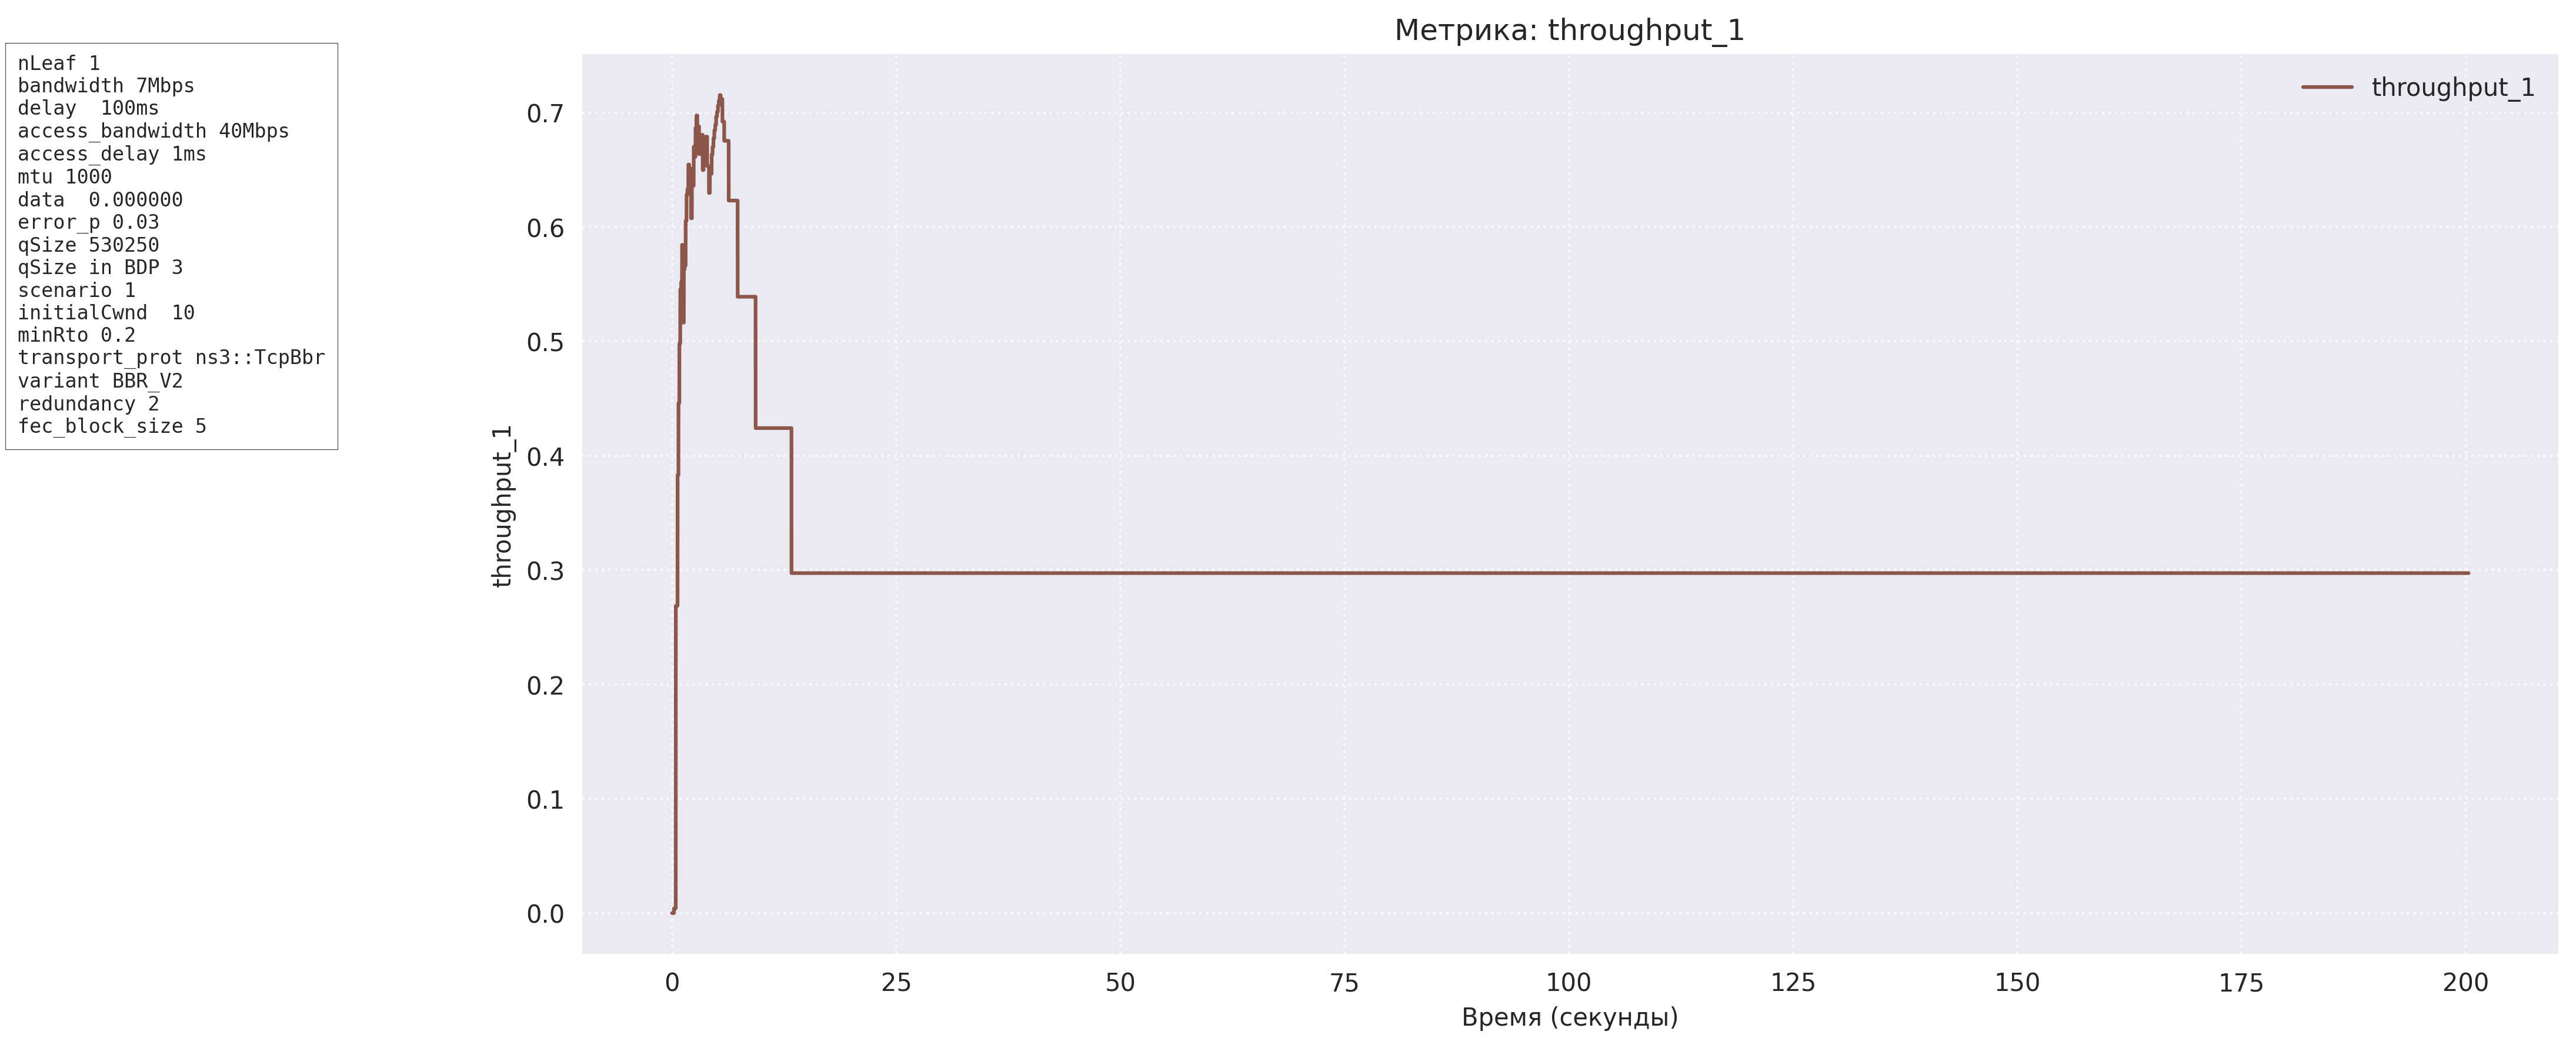 Метрика: throughput_1
nLeaf 1
bandwidth 7Mbps
delay  100ms
access_bandwidth 40Mbps
access_delay 1ms
mtu 1000
data  0.000000
error_p 0.03
qSize 530250
qSize in BDP 3
scenario 1
initialCwnd  10
minRto 0.2
transport_prot ns3::TcpBbr
variant BBR_V2
redundancy 2
fec_block_size 5
throughput_1
throughput_1
0.7
0.6
0.5
0.4
0.3
0.2
0.1
0.0
0 25 50 75 100 125 150 175 200
Время (секунды)